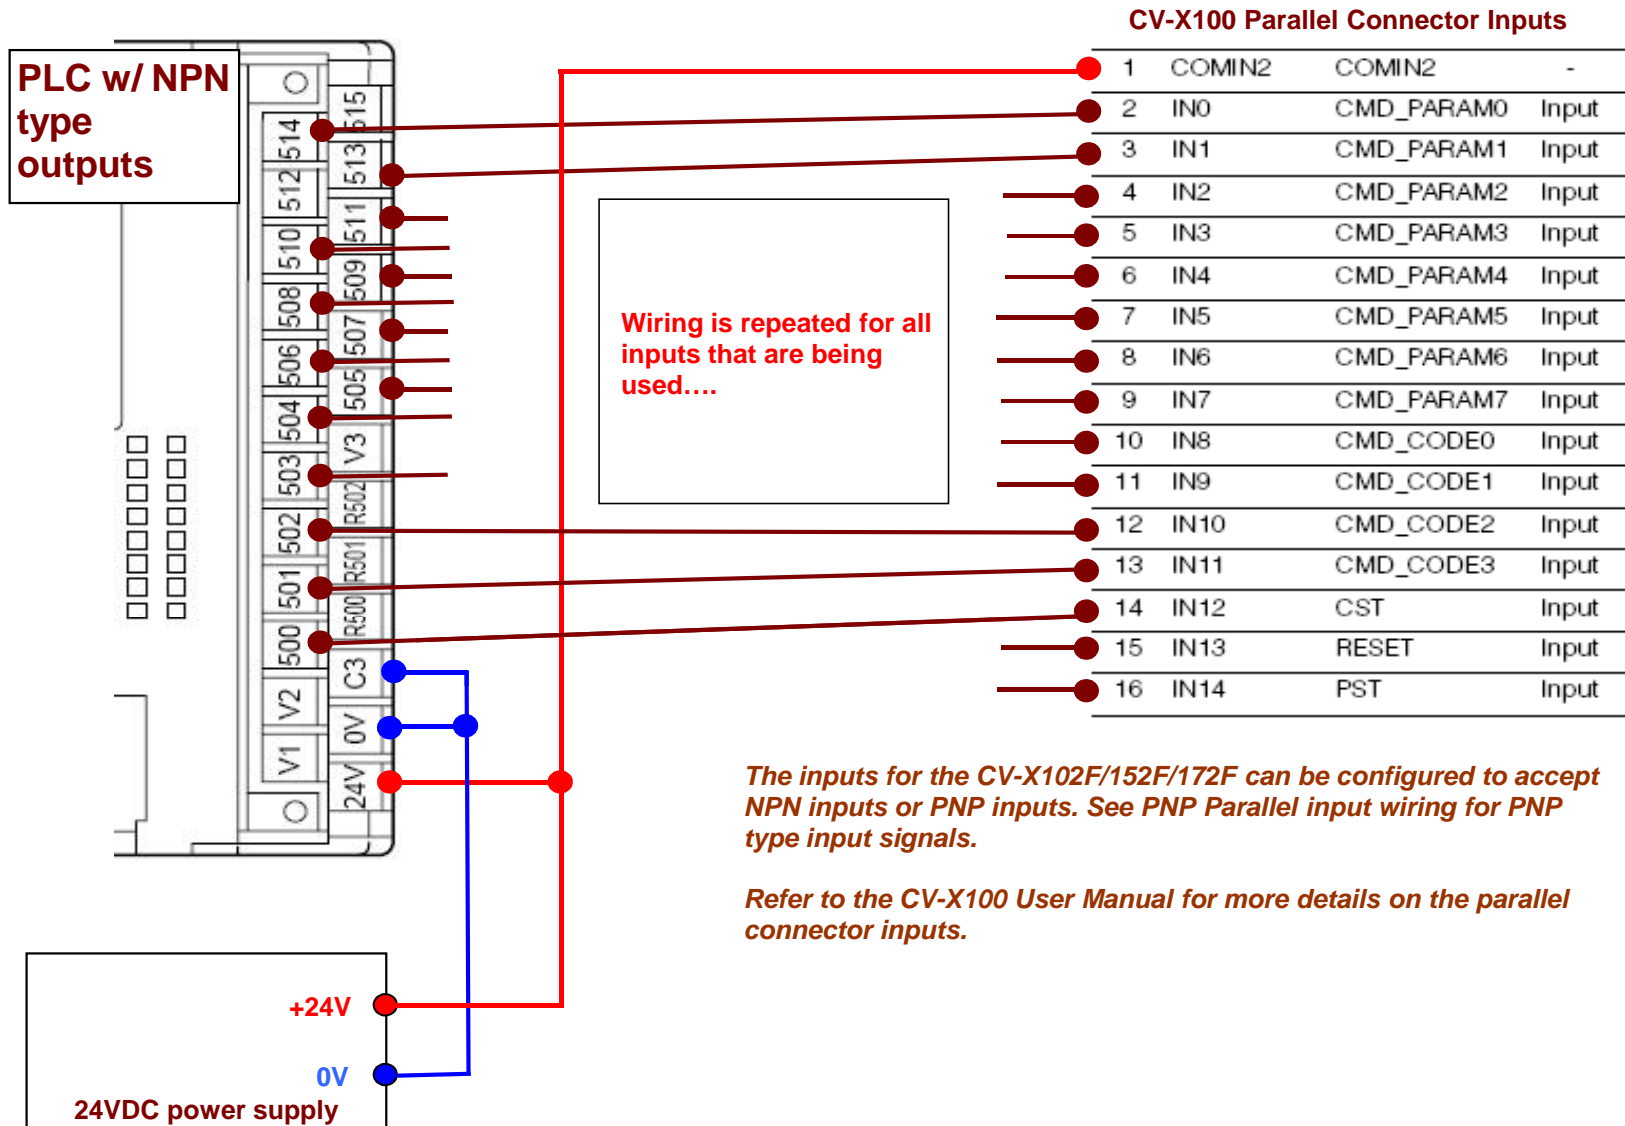 CV-X100 Parallel Connector Inputs
PLC w/ NPN
type
outputs
514
512
510
508
506
504
503
502
501
500
V2
V1
515
513
511
509
507
505
V3
R502
R501
R500
C3
0V
24V
1 COMIN2 COMIN2 -
2 IN0 CMD_PARAM0 Input
3 IN1 CMD_PARAM1 Input
4 IN2 CMD_PARAM2 Input
5 IN3 CMD_PARAM3 Input
6 IN4 CMD_PARAM4 Input
7 IN5 CMD_PARAM5 Input
8 IN6 CMD_PARAM6 Input
9 IN7 CMD_PARAM7 Input
10 IN8 CMD_CODE0 Input
11 IN9 CMD_CODE1 Input
12 IN10 CMD_CODE2 Input
13 IN11 CMD_CODE3 Input
14 IN12 CST Input
15 IN13 RESET Input
16 IN14 PST Input
Wiring is repeated for all
inputs that are being
used....
The inputs for the CV-X102F/152F/172F can be configured to accept
NPN inputs or PNP inputs. See PNP Parallel input wiring for PNP
type input signals.
Refer to the CV-X100 User Manual for more details on the parallel
connector inputs.
+24V
0V
24VDC power supply